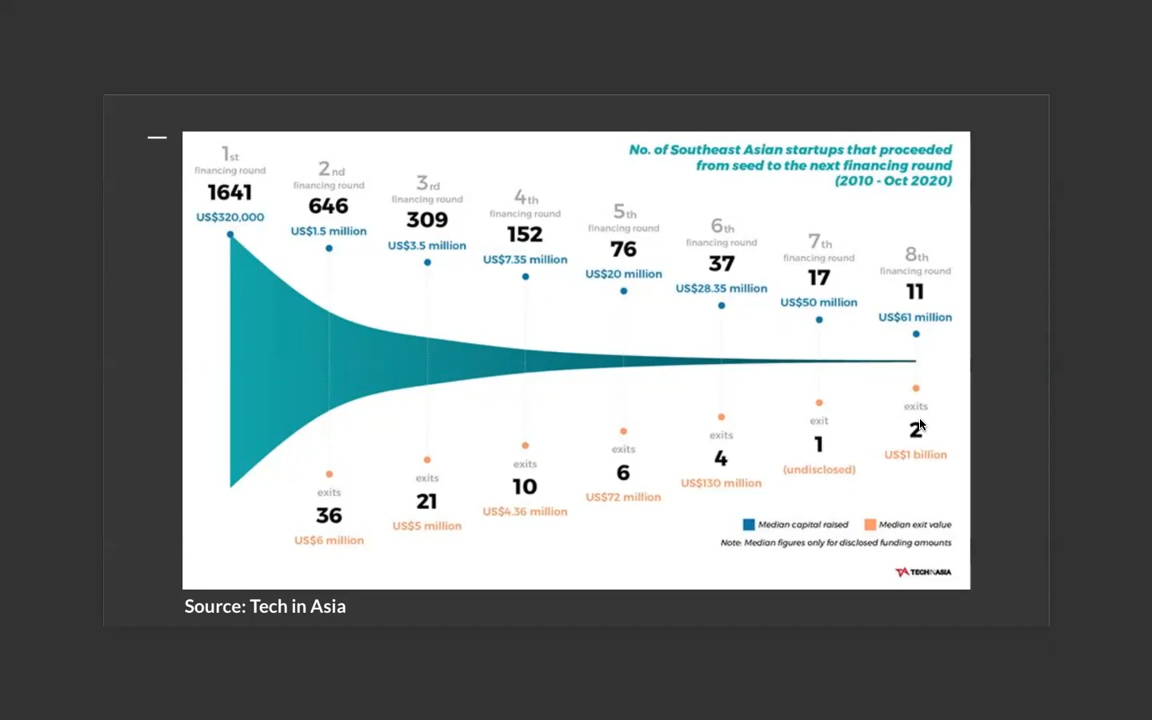 No. of Southeast Asian startups that proceeded
from seed to the next financing round
(2010 - Oct 2020)
1st
financing round
1641
US$320,000
2nd
financing round
646
US$1.5 million
3rd
financing round
309
US$3.5 million
4th
financing round
152
US$7.35 million
5th
financing round
76
US$20 million
6th
financing round
37
US$28.35 million
7th
financing round
17
US$50 million
8th
financing round
11
US$61 million
exits
36
US$6 million
exits
21
US$5 million
exits
10
US$4.36 million
exits
6
US$72 million
exits
4
US$130 million
exit
1
(undisclosed)
exits
2
US$1 billion
Median capital raised
Median exit value
Note: Median figures only for disclosed funding amounts
TECHINASIA
Source: Tech in Asia